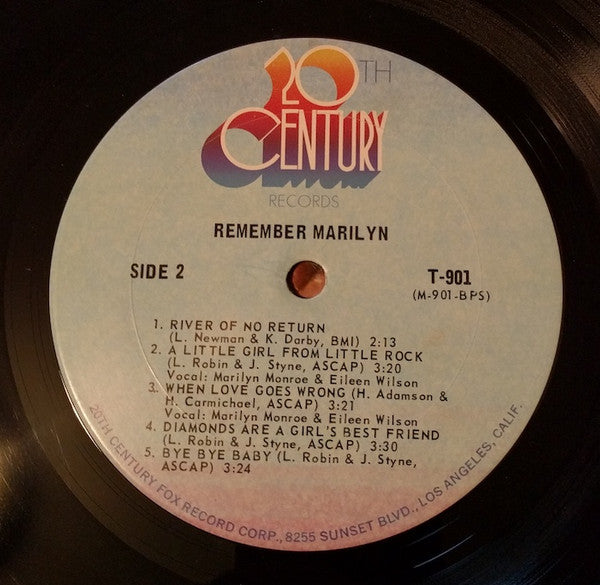 20TH
CENTURY
RECORDS
REMEMBER MARILYN
SIDE 2
T-901
(M-901-BPS)
1. RIVER OF NO RETURN
(L. Newman & K. Darby, BMI) 2:13
2. A LITTLE GIRL FROM LITTLE ROCK
(L. Robin & J. Styne, ASCAP) 3:20
Vocal: Marilyn Monroe & Eileen Wilson
3. WHEN LOVE GOES WRONG (H. Adamson &
H. Carmichael, ASCAP) 3:21
Vocal: Marilyn Monroe & Eileen Wilson
4. DIAMONDS ARE A GIRL'S BEST FRIEND
(L. Robin & J. Styne, ASCAP) 3:30
5. BYE BYE BABY (L. Robin & J. Styne,
ASCAP) 3:24
20TH CENTURY FOX RECORD CORP., 8255 SUNSET BLVD., LOS ANGELES, CALIF.